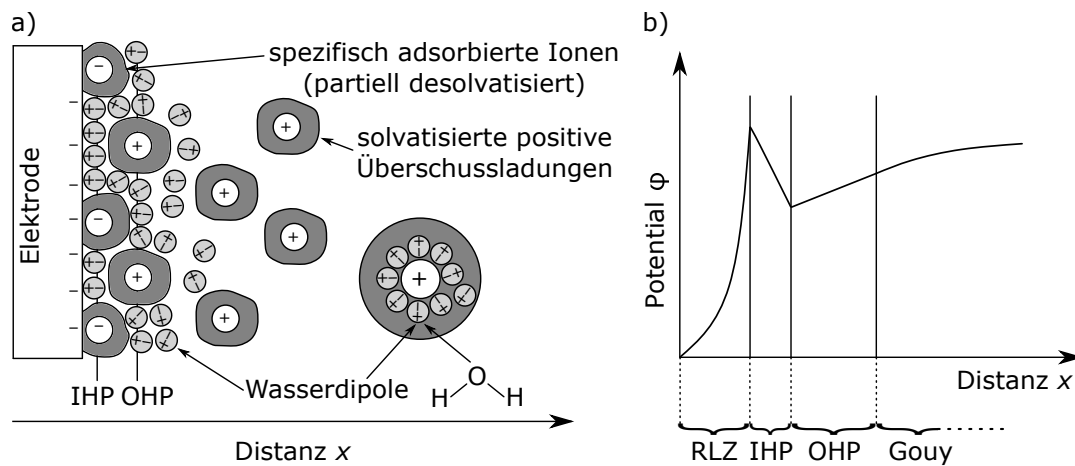 a)
spezifisch adsorbierte Ionen
(partiell desolvatisiert)
solvatisierte positive
Überschussladungen
Elektrode
Wasserdipole
H O H
IHP OHP
Distanz x
b)
Potential φ
Distanz x
RLZ IHP OHP Gouy